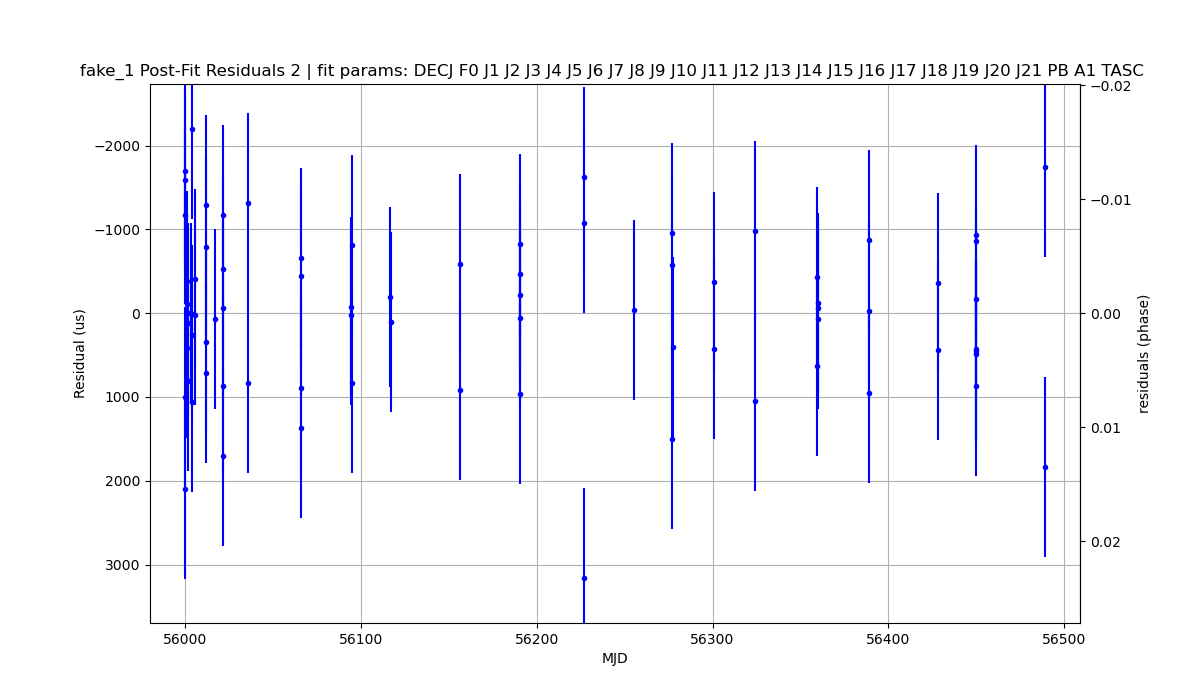 fake_1 Post-Fit Residuals 2 | fit params: DECJ F0 J1 J2 J3 J4 J5 J6 J7 J8 J9 J10 J11 J12 J13 J14 J15 J16 J17 J18 J19 J20 J21 PB A1 TASC
−2000
−1000
0
1000
2000
3000
Residual (us)
−0.02
−0.01
0.00
0.01
0.02
residuals (phase)
56000 56100 56200 56300 56400 56500
MJD